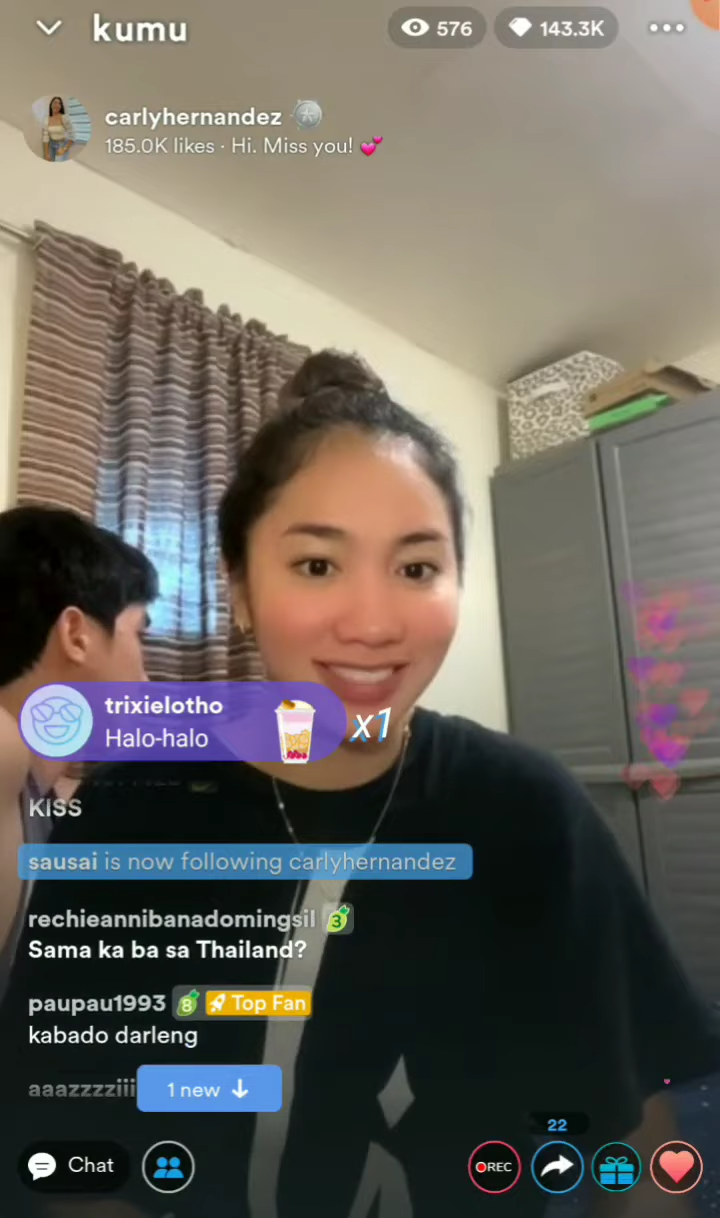 kumu
576
143.3K
carlyhernandez
185.0K likes · Hi. Miss you! 💕
trixielotho
Halo-halo
x1
KISS
sausai is now following carlyhernandez
rechieannibanadomingsil 3
Sama ka ba sa Thailand?
paupau1993 8 Top Fan
kabado darleng
aaazzzziii
1 new
22
Chat
REC